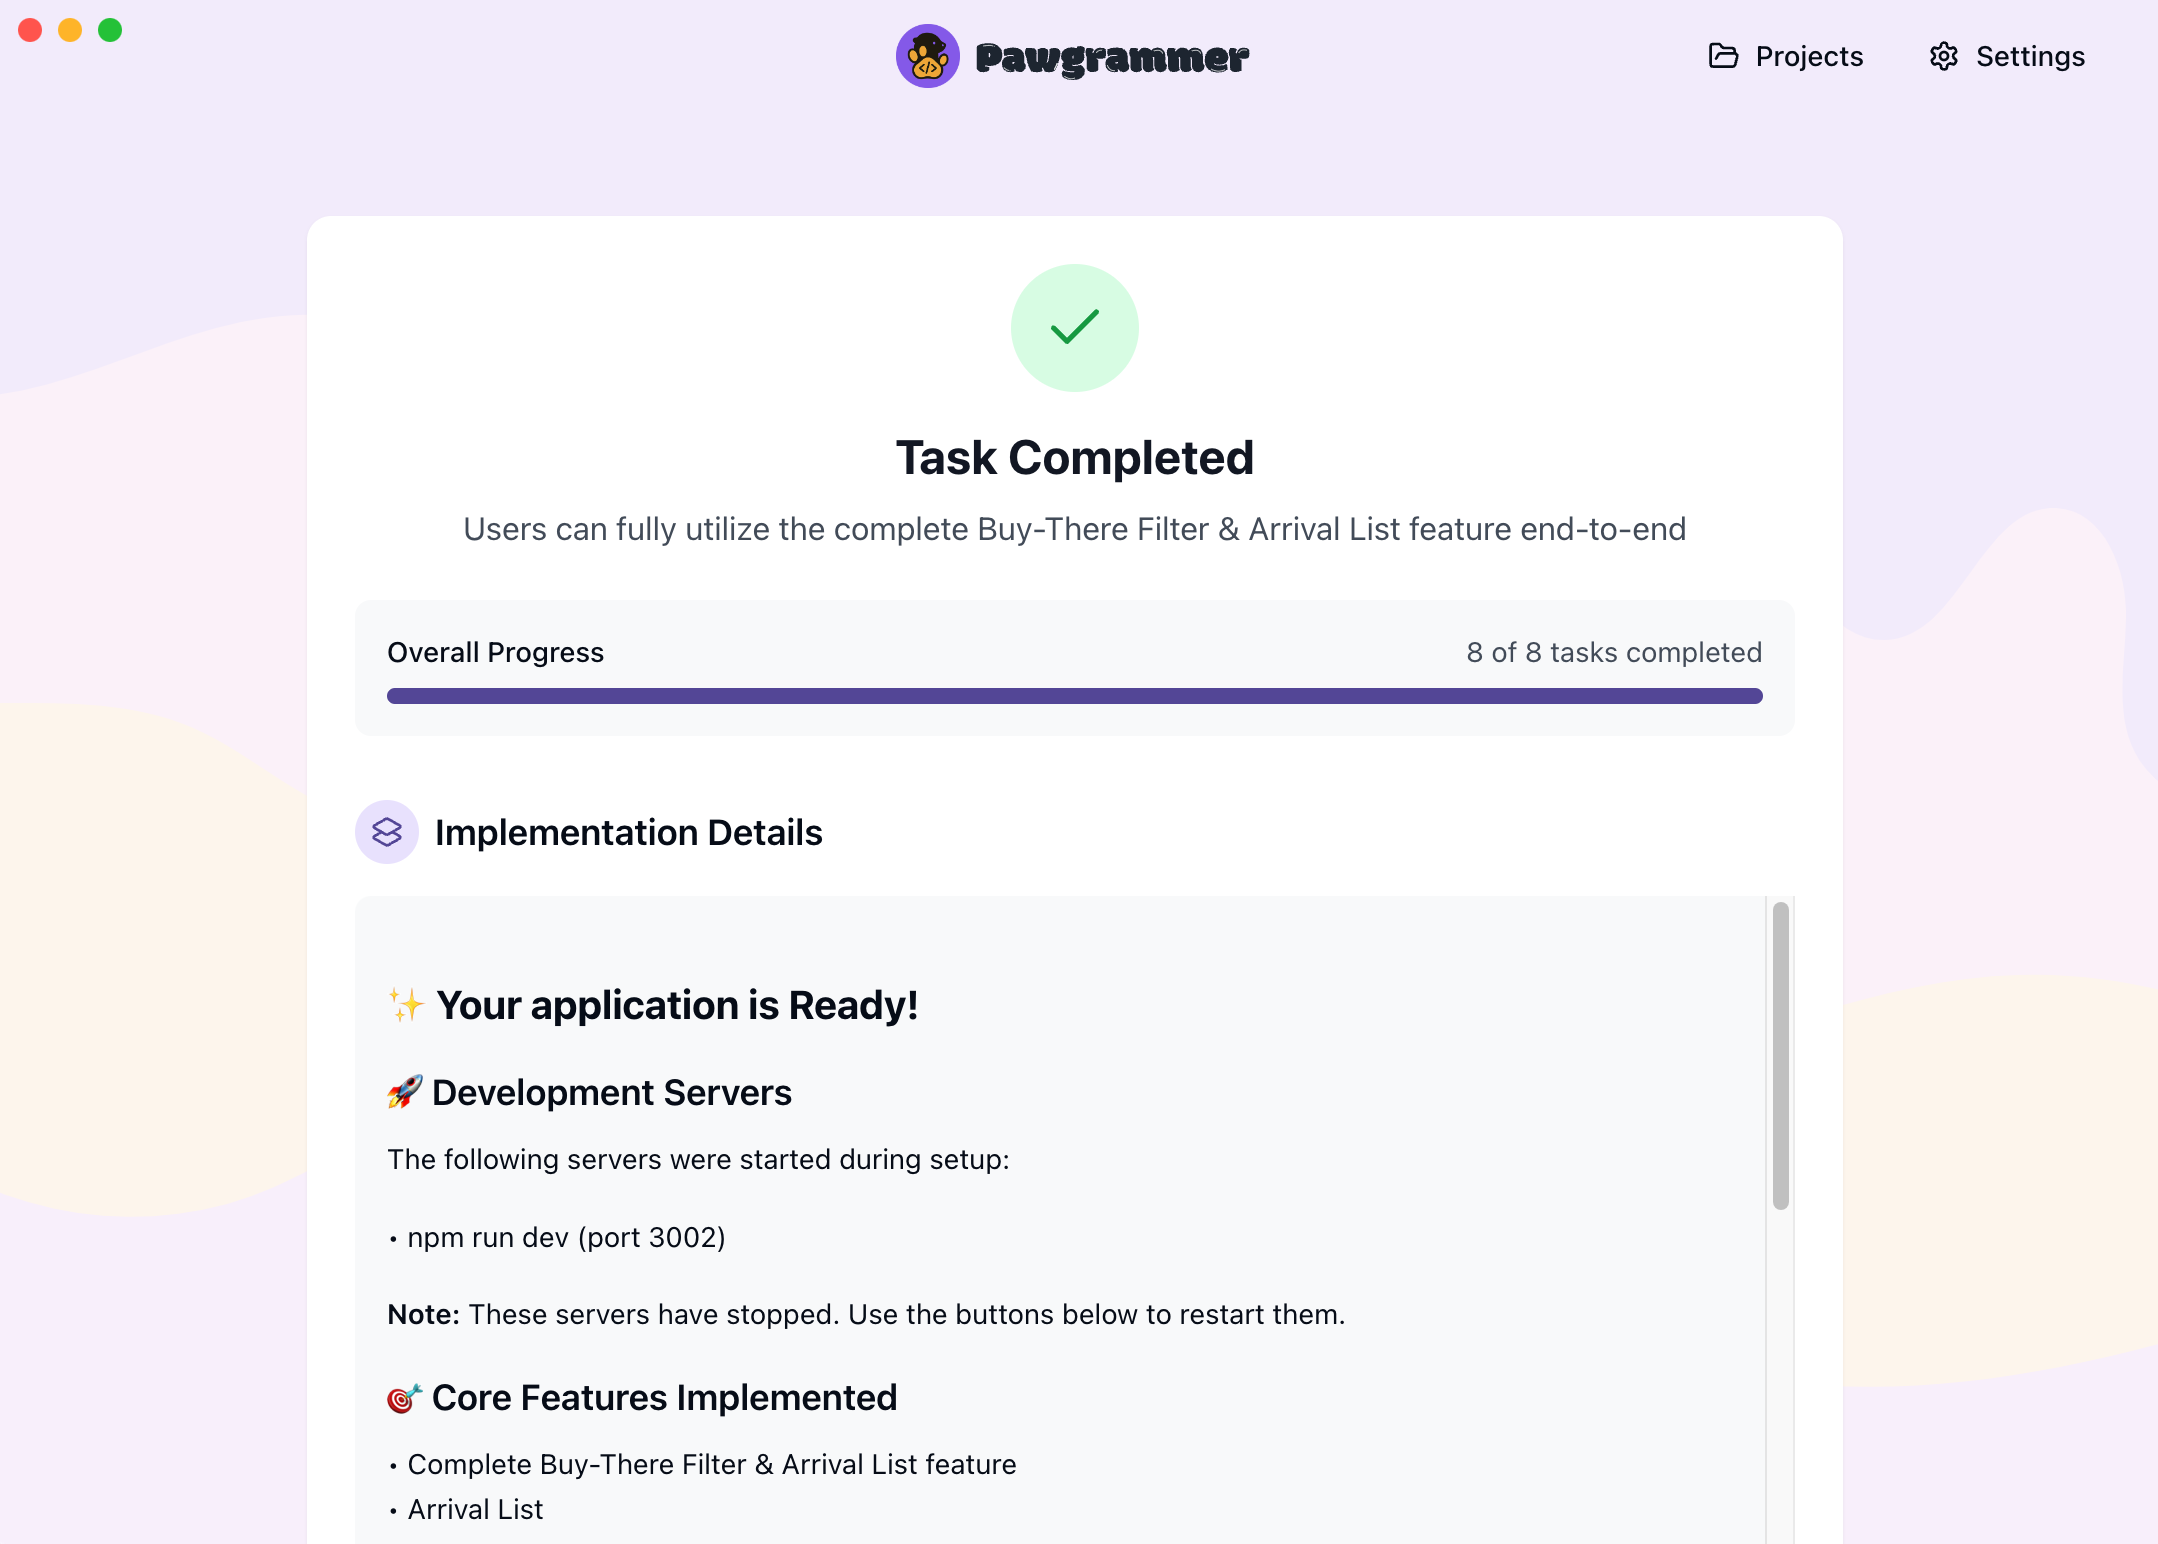 Pawgrammer
Projects
Settings
Task Completed
Users can fully utilize the complete Buy-There Filter & Arrival List feature end-to-end
Overall Progress
8 of 8 tasks completed
Implementation Details
✨ Your application is Ready!
🚀 Development Servers
The following servers were started during setup:
• npm run dev (port 3002)
Note: These servers have stopped. Use the buttons below to restart them.
🎯 Core Features Implemented
• Complete Buy-There Filter & Arrival List feature
• Arrival List